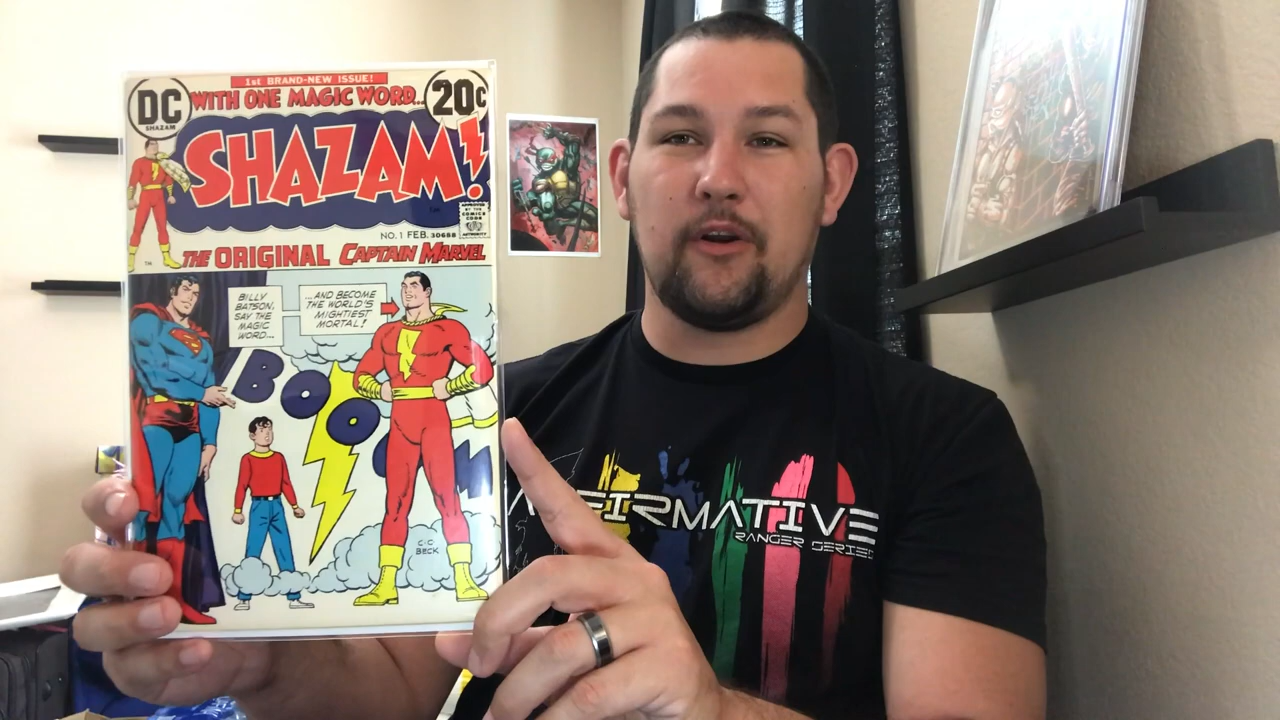 1st BRAND-NEW ISSUE!
DC
SHAZAM
WITH ONE MAGIC WORD...
20¢
SHAZAM!
APPROVED
BY THE
COMICS
CODE
AUTHORITY
NO. 1 FEB. 30688
TM
THE ORIGINAL CAPTAIN MARVEL
BILLY
BATSON,
SAY THE
MAGIC
WORD...
...AND BECOME
THE WORLD'S
MIGHTIEST
MORTAL!
BOOM
C.C.
BECK
AFFIRMATIVE
RANGER SERIES